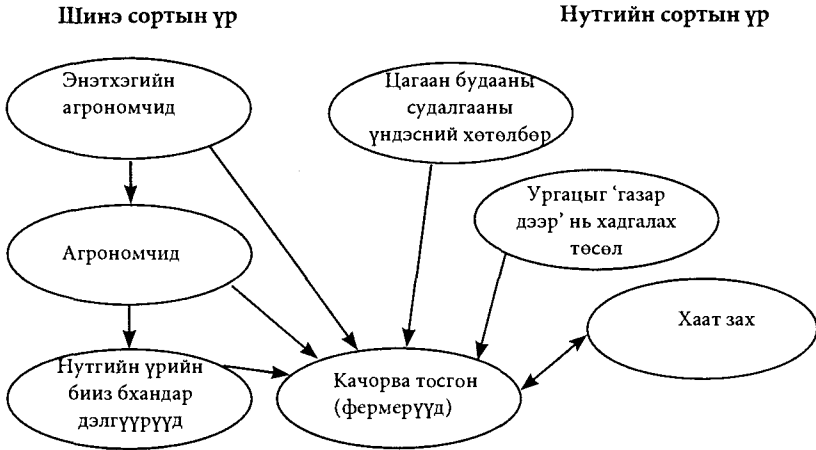 Шинэ сортын үр
Нутгийн сортын үр
Энэтхэгийн
агрономчид
Цагаан будааны
судалгааны
үндэсний хөтөлбөр
Ургацыг ‘газар
дээр’ нь хадгалах
төсөл
Агрономчид
Хаат зах
Нутгийн үрийн
бииз бхандар
дэлгүүрүүд
Качорва тосгон
(фермерүүд)